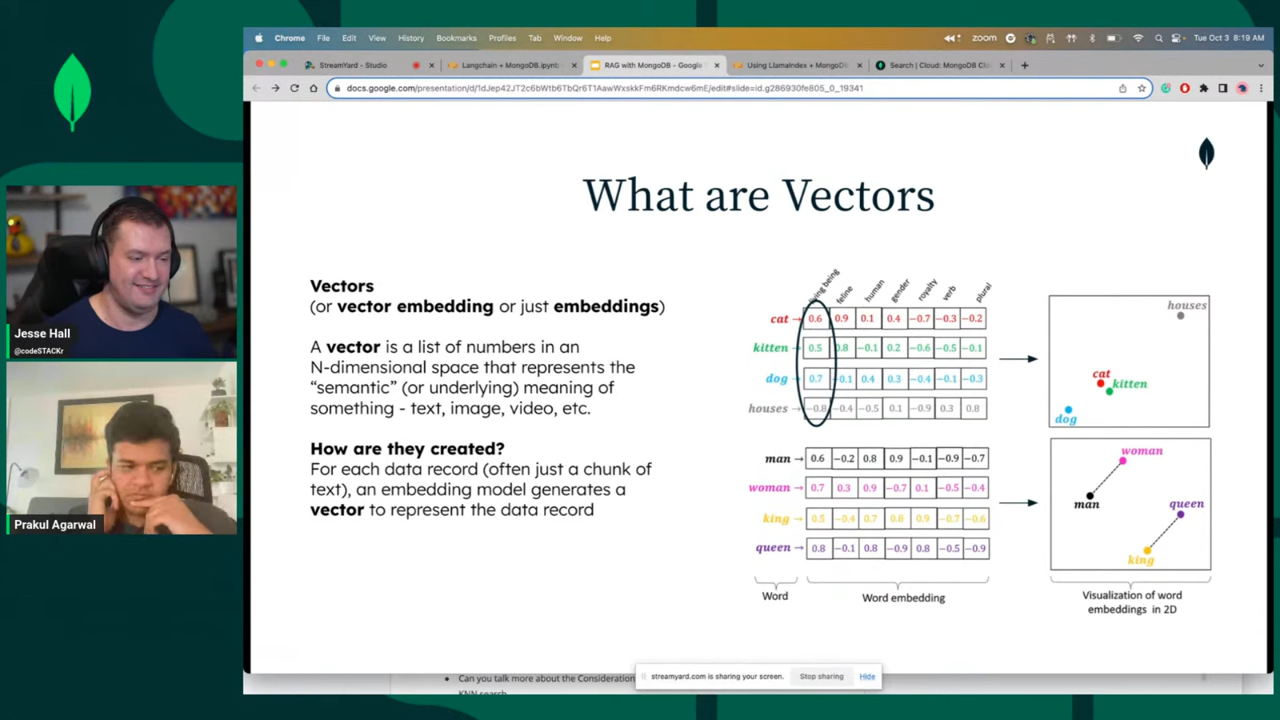 Chrome File Edit View History Bookmarks Profiles Tab Window Help
zoom
Tue Oct 3 8:19 AM
StreamYard - Studio
Langchain + MongoDB.ipynb
RAG with MongoDB - Google
Using LlamaIndex + MongoD
Search | Cloud: MongoDB Cl
What are Vectors
Vectors
(or vector embedding or just embeddings)
A vector is a list of numbers in an
N-dimensional space that represents the
“semantic” (or underlying) meaning of
something - text, image, video, etc.
How are they created?
For each data record (often just a chunk of
text), an embedding model generates a
vector to represent the data record
living being feline human gender royalty verb plural
cat → 0.6 0.9 0.1 0.4 −0.7 −0.3 −0.2
kitten → 0.5 0.8 −0.1 0.2 −0.6 −0.5 −0.1
dog → 0.7 −0.1 0.4 0.3 −0.4 −0.1 −0.3
houses → −0.8 −0.4 −0.5 0.1 −0.9 0.3 0.8
man → 0.6 −0.2 0.8 0.9 −0.1 −0.9 −0.7
woman → 0.7 0.3 0.9 −0.7 0.1 −0.5 −0.4
king → 0.5 −0.4 0.7 0.8 0.9 −0.7 −0.6
queen → 0.8 −0.1 0.8 −0.9 0.8 −0.5 −0.9
Word
Word embedding
houses
cat
kitten
dog
woman
man
queen
king
Visualization of word
embeddings in 2D
Jesse Hall
@codeSTACKr
Prakul Agarwal
streamyard.com is sharing your screen. Stop sharing Hide
Can you talk more about the Consideration
KNN search